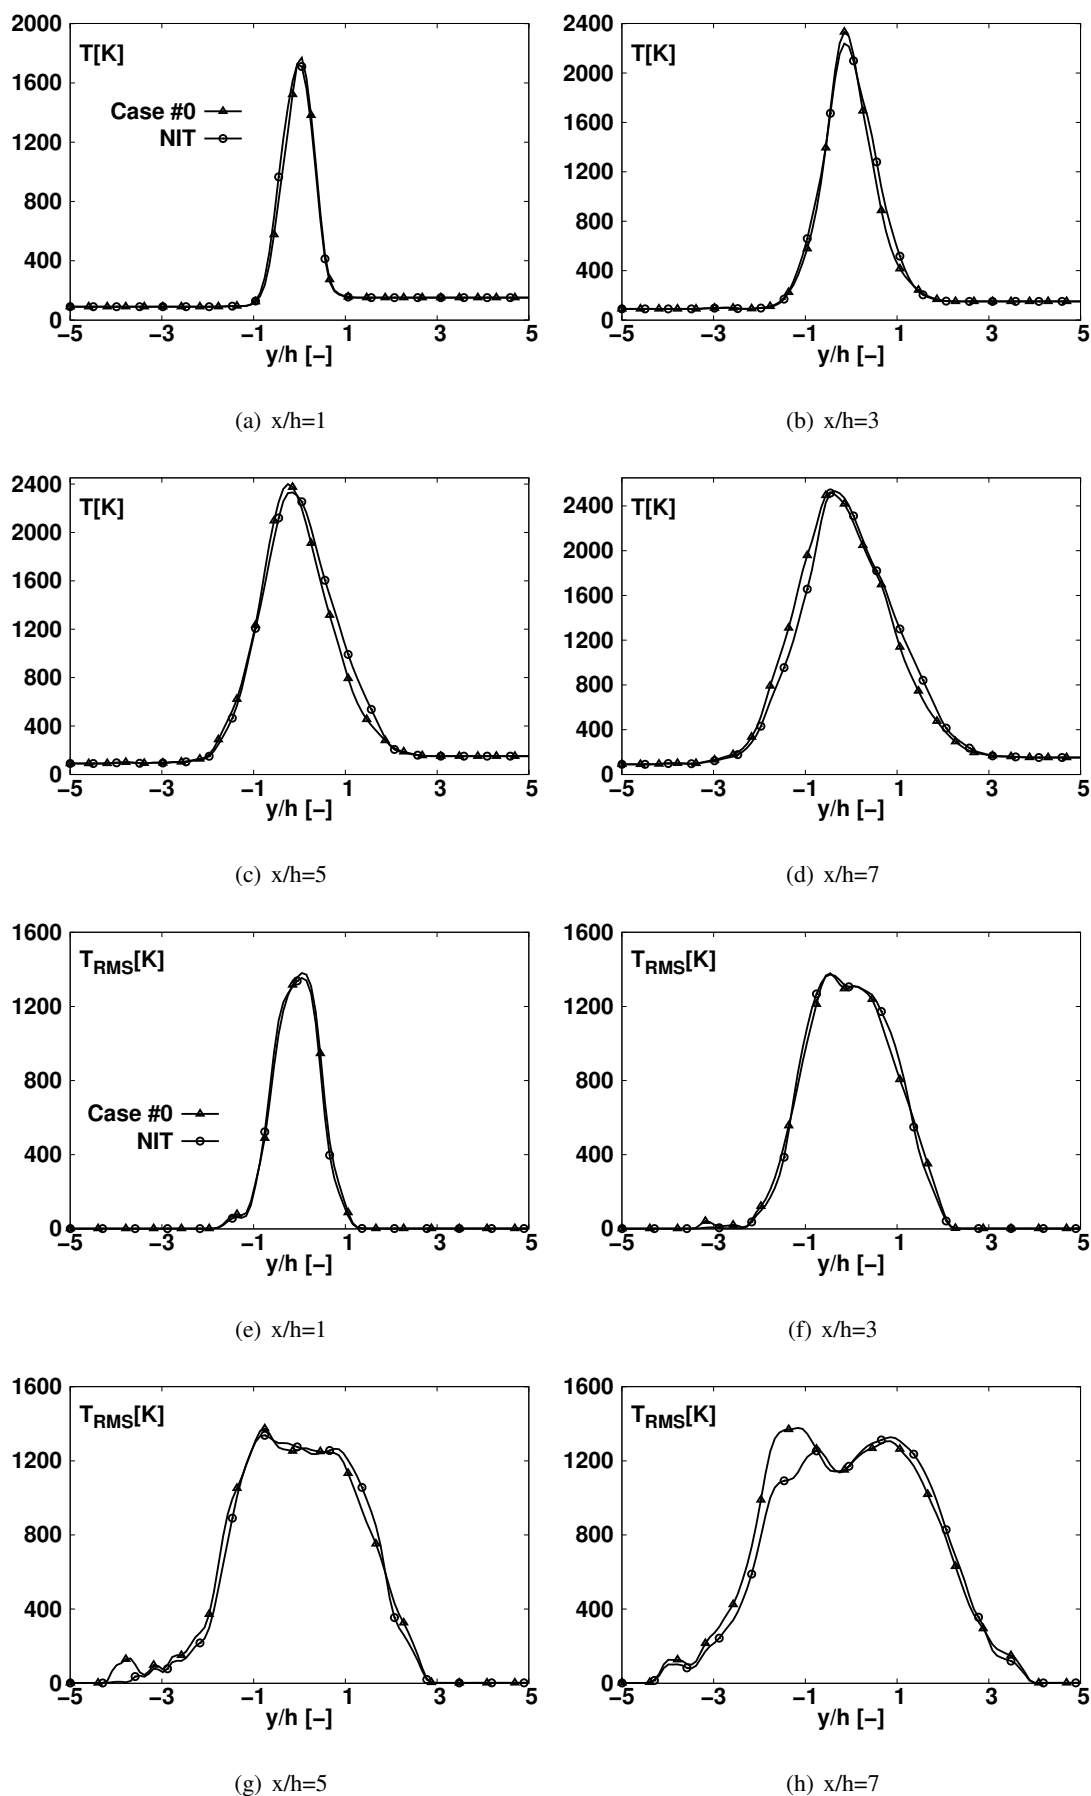 2000
T[K]
1600
Case #0
NIT
1200
800
400
0
−5 −3 −1 1 3 5
y/h [−]
(a) x/h=1
2400
T[K]
2000
1600
1200
800
400
0
−5 −3 −1 1 3 5
y/h [−]
(b) x/h=3
2400
T[K]
2000
1600
1200
800
400
0
−5 −3 −1 1 3 5
y/h [−]
(c) x/h=5
2400
T[K]
2000
1600
1200
800
400
0
−5 −3 −1 1 3 5
y/h [−]
(d) x/h=7
1600
TRMS[K]
1200
800
Case #0
NIT
400
0
−5 −3 −1 1 3 5
y/h [−]
(e) x/h=1
1600
TRMS[K]
1200
800
400
0
−5 −3 −1 1 3 5
y/h [−]
(f) x/h=3
1600
TRMS[K]
1200
800
400
0
−5 −3 −1 1 3 5
y/h [−]
(g) x/h=5
1600
TRMS[K]
1200
800
400
0
−5 −3 −1 1 3 5
y/h [−]
(h) x/h=7